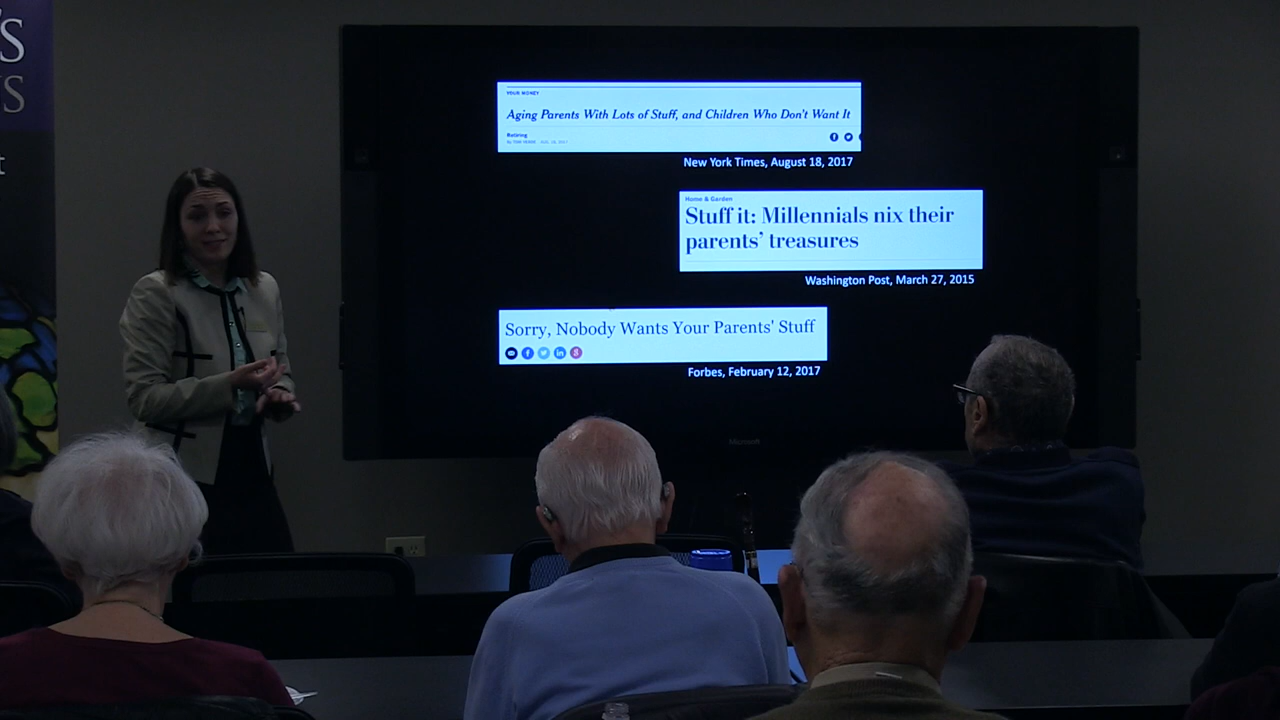 'S
S
t
YOUR MONEY
Aging Parents With Lots of Stuff, and Children Who Don't Want It
Retiring
New York Times, August 18, 2017
Home & Garden
Stuff it: Millennials nix their
parents' treasures
Washington Post, March 27, 2015
Sorry, Nobody Wants Your Parents' Stuff
Forbes, February 12, 2017
Microsoft